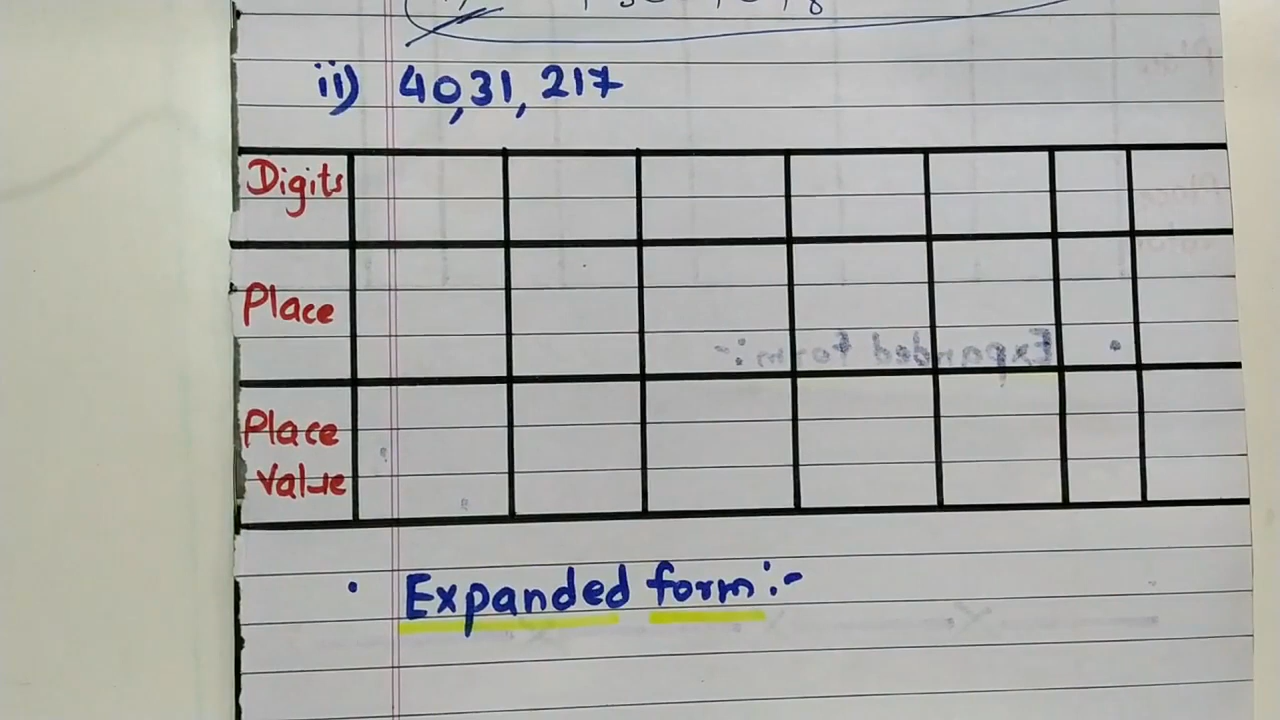 ii) 40,31,217
Digits
Place
Place
Value
• Expanded form:-